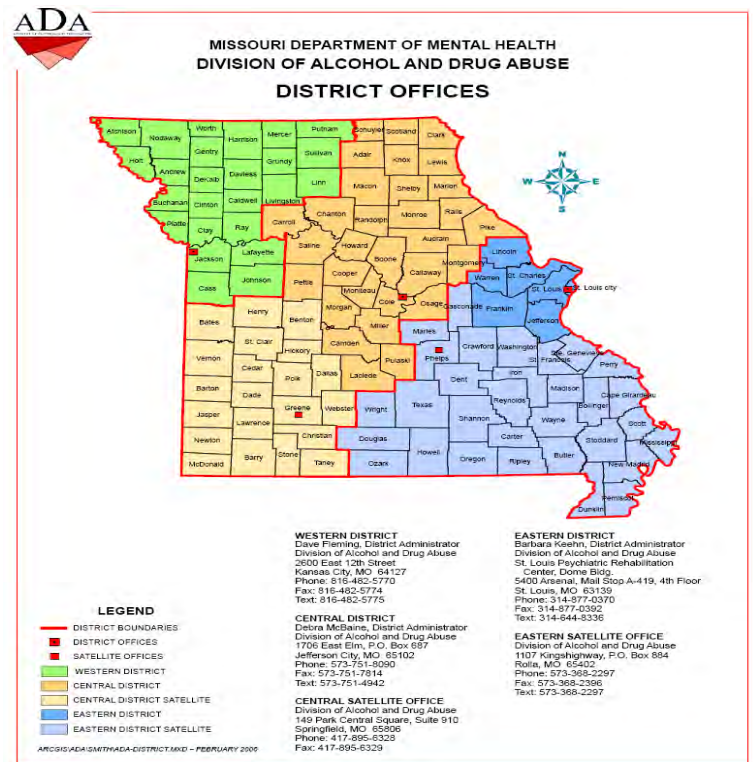 ADA
MISSOURI DEPARTMENT OF MENTAL HEALTH
DIVISION OF ALCOHOL AND DRUG ABUSE
DISTRICT OFFICES
N
W E
S
Atchison
Nodaway
Worth
Harrison
Mercer
Putnam
Schuyler
Scotland
Clark
Holt
Gentry
Sullivan
Adair
Knox
Lewis
Andrew
DeKalb
Daviess
Grundy
Linn
Macon
Shelby
Marion
Buchanan
Clinton
Caldwell
Livingston
Carroll
Chariton
Randolph
Monroe
Ralls
Pike
Platte
Clay
Ray
Saline
Howard
Boone
Audrain
Jackson
Lafayette
Cooper
Callaway
Montgomery
Lincoln
Warren
St. Charles
Cass
Johnson
Pettis
Moniteau
Cole
Osage
Gasconade
Franklin
St. Louis
St. Louis city
Bates
Henry
Benton
Morgan
Miller
Maries
Jefferson
Vernon
St. Clair
Hickory
Camden
Pulaski
Phelps
Crawford
Washington
Ste. Genevieve
St. Francois
Perry
Barton
Cedar
Polk
Dallas
Laclede
Dent
Iron
Madison
Cape Girardeau
Jasper
Dade
Greene
Webster
Wright
Texas
Shannon
Reynolds
Wayne
Bollinger
Scott
Newton
Lawrence
Christian
Douglas
Howell
Carter
Stoddard
Mississippi
McDonald
Barry
Stone
Taney
Ozark
Oregon
Ripley
Butler
New Madrid
Pemiscot
Dunklin
WESTERN DISTRICT
Dave Fleming, District Administrator
Division of Alcohol and Drug Abuse
2600 East 12th Street
Kansas City, MO 64127
Phone: 816-482-5770
Fax: 816-482-5774
Text: 816-482-5775
CENTRAL DISTRICT
Debra McBaine, District Administrator
Division of Alcohol and Drug Abuse
1706 East Elm, P.O. Box 687
Jefferson City, MO 65102
Phone: 573-751-8090
Fax: 573-751-7814
Text: 573-751-4942
CENTRAL SATELLITE OFFICE
Division of Alcohol and Drug Abuse
149 Park Central Square, Suite 910
Springfield, MO 65806
Phone: 417-895-6328
Fax: 417-895-6329
EASTERN DISTRICT
Barbara Keehn, District Administrator
Division of Alcohol and Drug Abuse
St. Louis Psychiatric Rehabilitation
Center, Dome Bldg.
5400 Arsenal, Mail Stop A-419, 4th Floor
St. Louis, MO 63139
Phone: 314-877-0370
Fax: 314-877-0392
Text: 314-644-8336
EASTERN SATELLITE OFFICE
Division of Alcohol and Drug Abuse
1107 Kingshighway, P.O. Box 884
Rolla, MO 65402
Phone: 573-368-2297
Fax: 573-368-2396
Text: 573-368-2297
LEGEND
DISTRICT BOUNDARIES
DISTRICT OFFICES
SATELLITE OFFICES
WESTERN DISTRICT
CENTRAL DISTRICT
CENTRAL DISTRICT SATELLITE
EASTERN DISTRICT
EASTERN DISTRICT SATELLITE
ARCGIS\ADA\SMITH\ADA-DISTRICT.MXD – FEBRUARY 2006